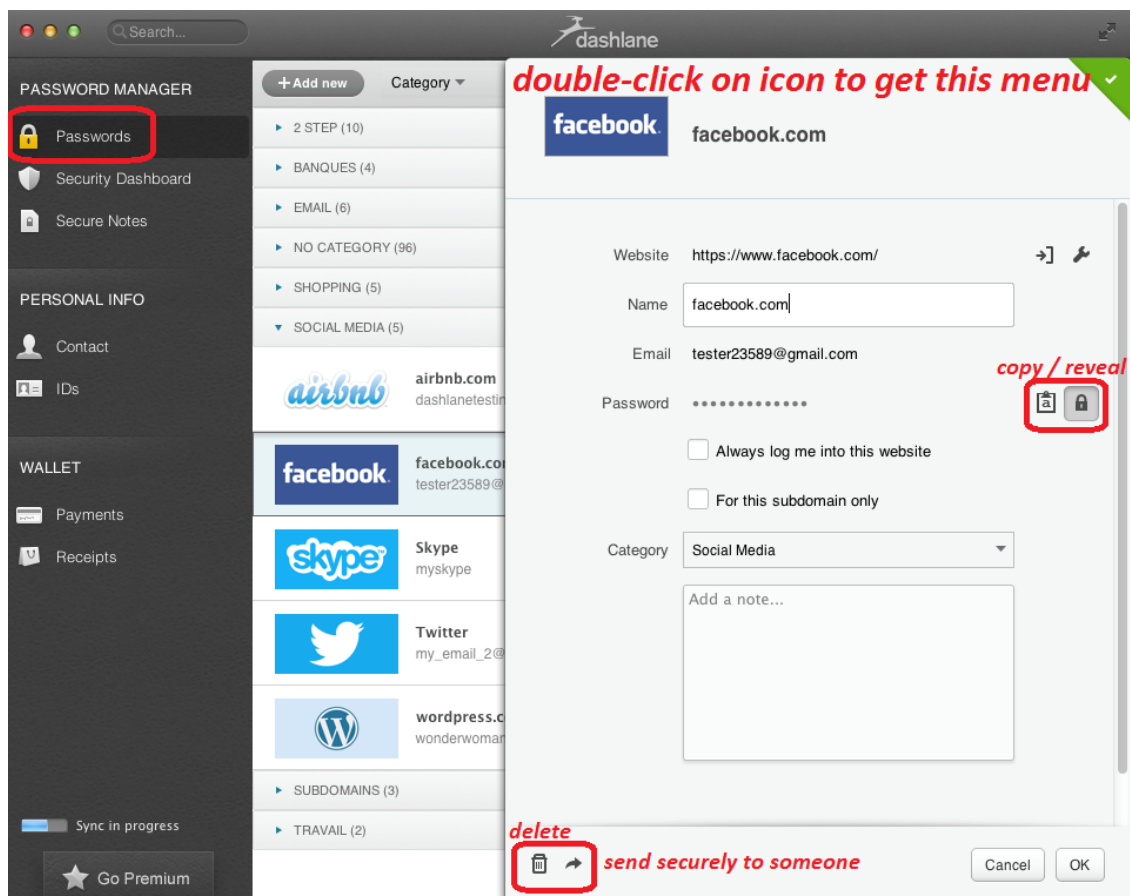 Search...
dashlane
PASSWORD MANAGER
Passwords
Security Dashboard
Secure Notes
PERSONAL INFO
Contact
IDs
WALLET
Payments
Receipts
Sync in progress
Go Premium
+Add new
Category
2 STEP (10)
BANQUES (4)
EMAIL (6)
NO CATEGORY (96)
SHOPPING (5)
SOCIAL MEDIA (5)
airbnb
airbnb.com
dashlanetestin
facebook.
facebook.co
tester23589@
skype
Skype
myskype
Twitter
my_email_2@
W
wordpress.c
wonderwoman
SUBDOMAINS (3)
TRAVAIL (2)
double-click on icon to get this menu
facebook.
facebook.com
Website https://www.facebook.com/
Name facebook.com
Email tester23589@gmail.com
copy / reveal
Password •••••••••••••
a
Always log me into this website
For this subdomain only
Category Social Media
Add a note...
delete
send securely to someone
Cancel OK